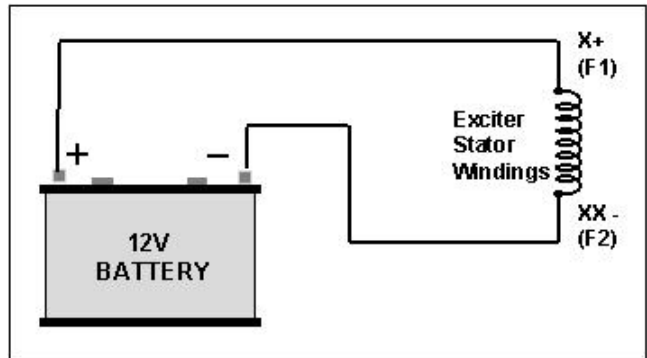 X+
(F1)
Exciter
Stator
Windings
+
–
XX -
(F2)
12V
BATTERY